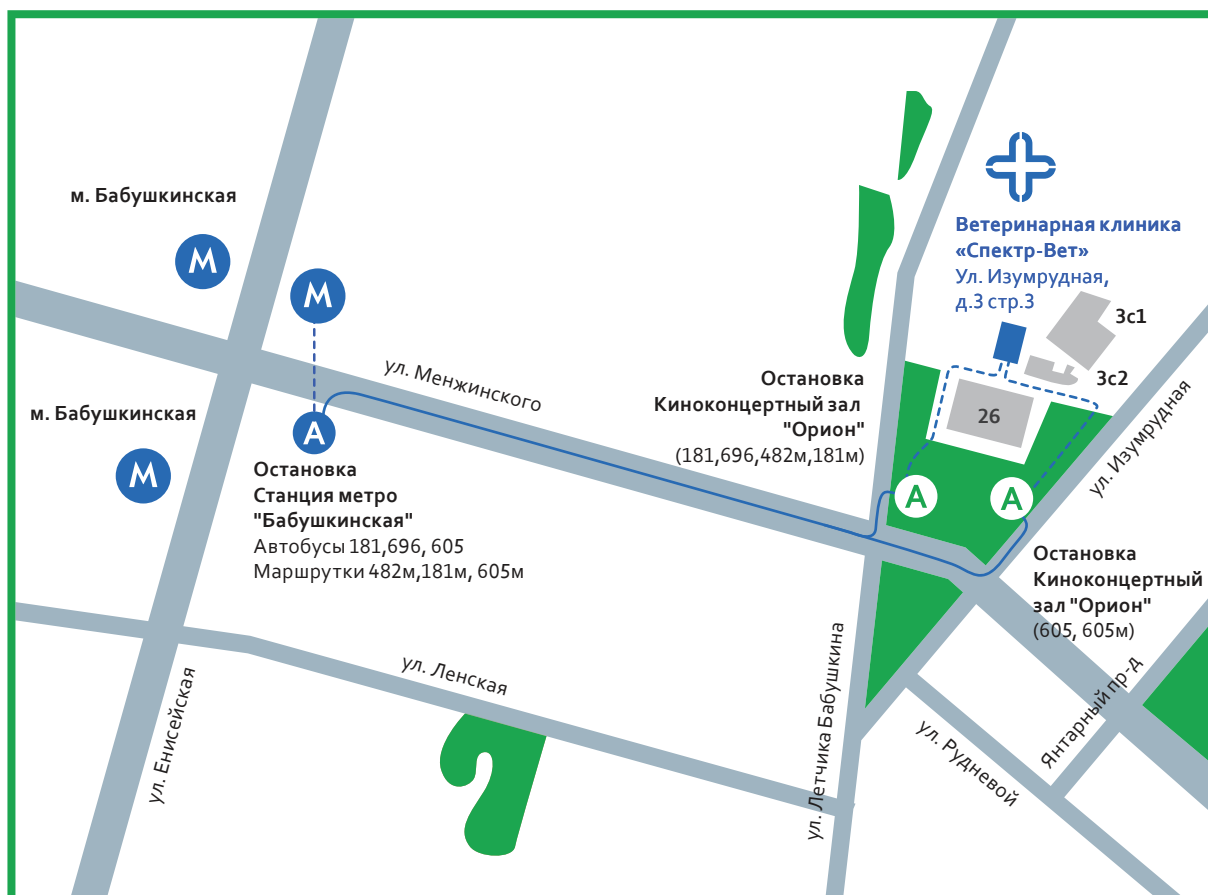 м. Бабушкинская
М
М
м. Бабушкинская
М
А
Остановка
Станция метро
"Бабушкинская"
Автобусы 181,696, 605
Маршрутки 482м,181м, 605м
ул. Менжинского
Ветеринарная клиника
«Спектр-Вет»
Ул. Изумрудная,
д.3 стр.3
3с1
3с2
26
Остановка
Киноконцертный зал
"Орион"
(181,696,482м,181м)
А
А
ул. Изумрудная
Остановка
Киноконцертный
зал "Орион"
(605, 605м)
ул. Енисейская
ул. Ленская
ул. Летчика Бабушкина
ул. Рудневой
Янтарный пр-д